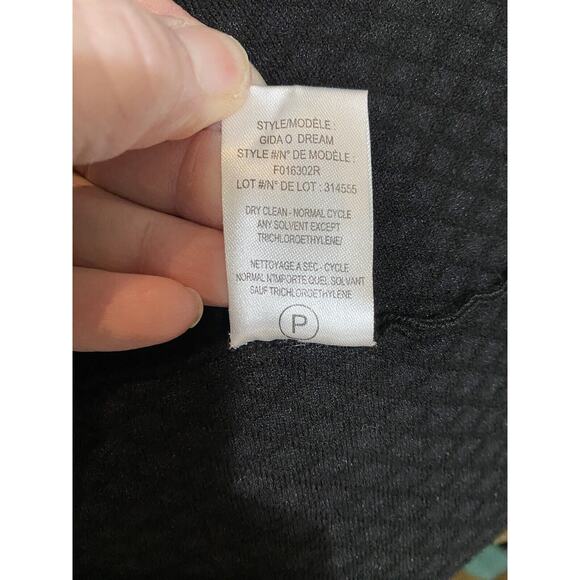 STYLE/MODÈLE :
GIDA O DREAM
STYLE #/N° DE MODÈLE :
F016302R
LOT #/N° DE LOT : 314555
DRY CLEAN - NORMAL CYCLE
ANY SOLVENT EXCEPT
TRICHLOROETHYLENE/
NETTOYAGE A SEC - CYCLE
NORMAL N'IMPORTE QUEL SOLVANT
SAUF TRICHLOROETHYLENE
P